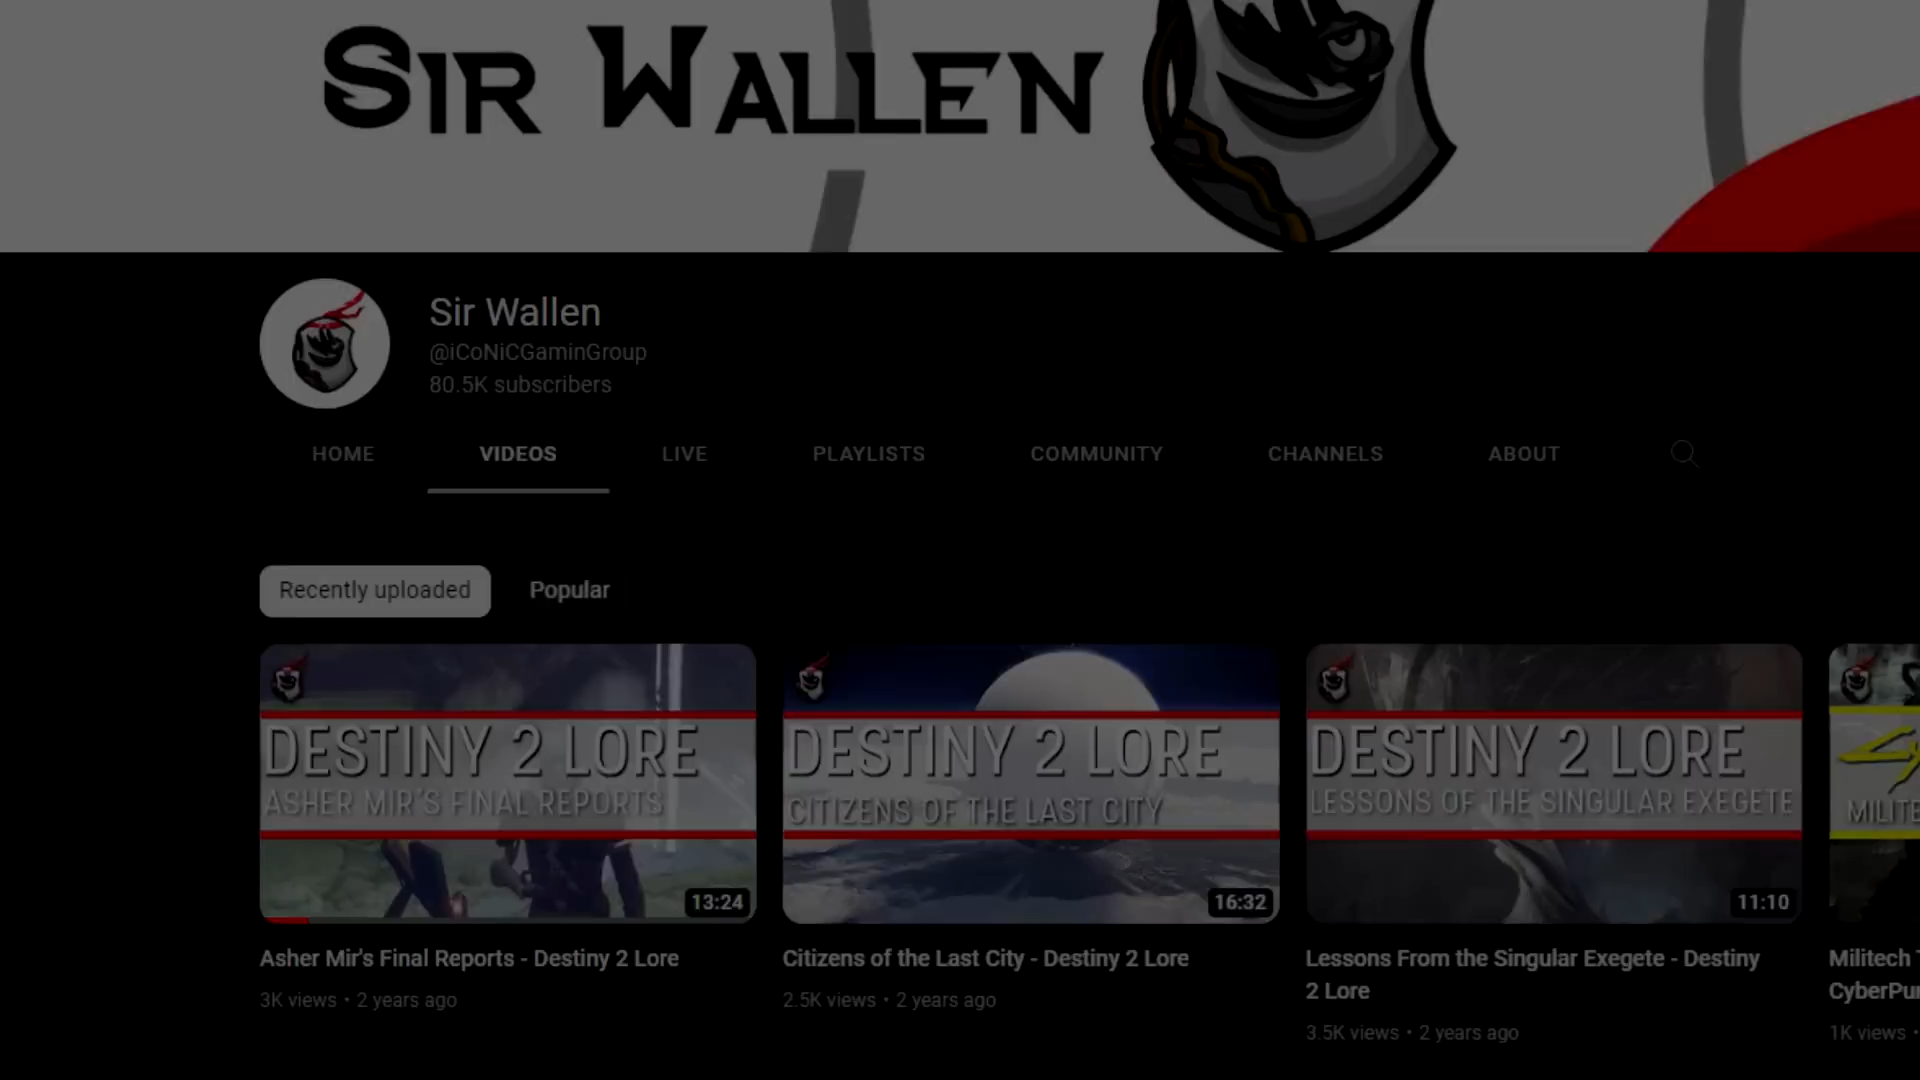 SIR WALLEN
Sir Wallen
@iCoNiCGaminGroup
80.5K subscribers
HOME VIDEOS LIVE PLAYLISTS COMMUNITY CHANNELS ABOUT
Recently uploaded Popular
DESTINY 2 LORE
ASHER MIR'S FINAL REPORTS
13:24
DESTINY 2 LORE
CITIZENS OF THE LAST CITY
16:32
DESTINY 2 LORE
LESSONS OF THE SINGULAR EXEGETE
11:10
Asher Mir's Final Reports - Destiny 2 Lore
3K views • 2 years ago
Citizens of the Last City - Destiny 2 Lore
2.5K views • 2 years ago
Lessons From the Singular Exegete - Destiny
2 Lore
3.5K views • 2 years ago
Militech
1K views •